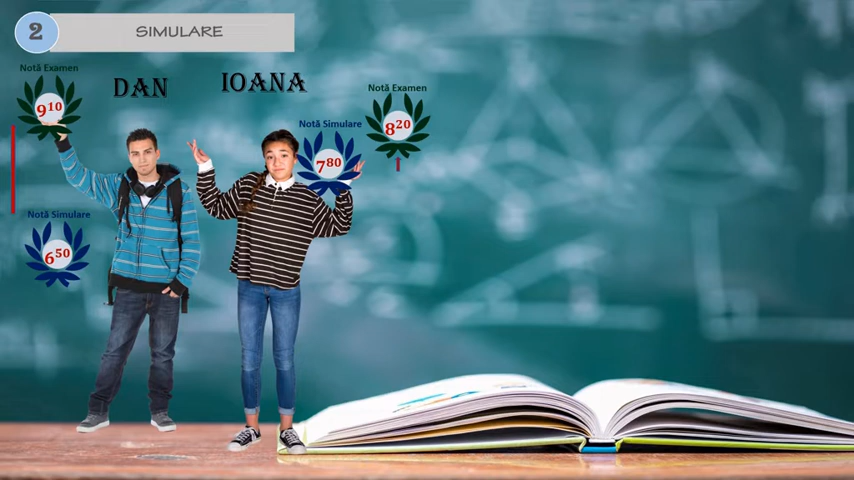 2
SIMULARE
Notă Examen
9¹⁰
DAN
IOANA
Notă Simulare
7⁸⁰
Notă Examen
8²⁰
Notă Simulare
6⁵⁰